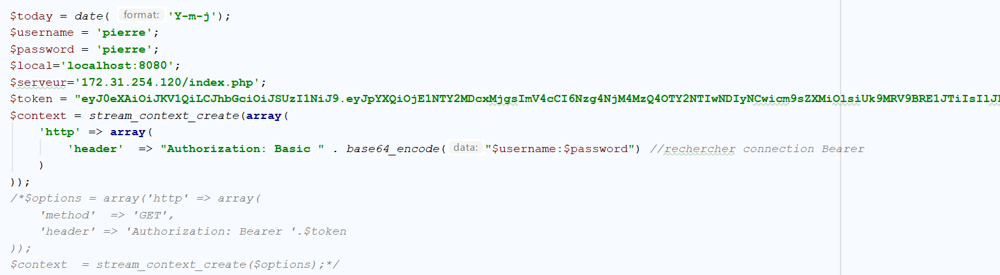 $today = date( format: 'Y-m-j');
$username = 'pierre';
$password = 'pierre';
$local='localhost:8080';
$serveur='172.31.254.120/index.php';
$token = "eyJ0eXAiOiJKV1QiLCJhbGciOiJSUzI1NiJ9.eyJpYXQiOjE1NTY2MDcxMjgsImV4cCI6Nzg4NjM4MzQ4OTY2NTIwNDIyNCwicm9sZXMiOlsiUk9MRV9BRE1JTiIsIlJ
$context = stream_context_create(array(
'http' => array(
'header' => "Authorization: Basic " . base64_encode( data: "$username:$password") //rechercher connection Bearer
)
));
/*$options = array('http' => array(
'method' => 'GET',
'header' => 'Authorization: Bearer '.$token
));
$context = stream_context_create($options);*/